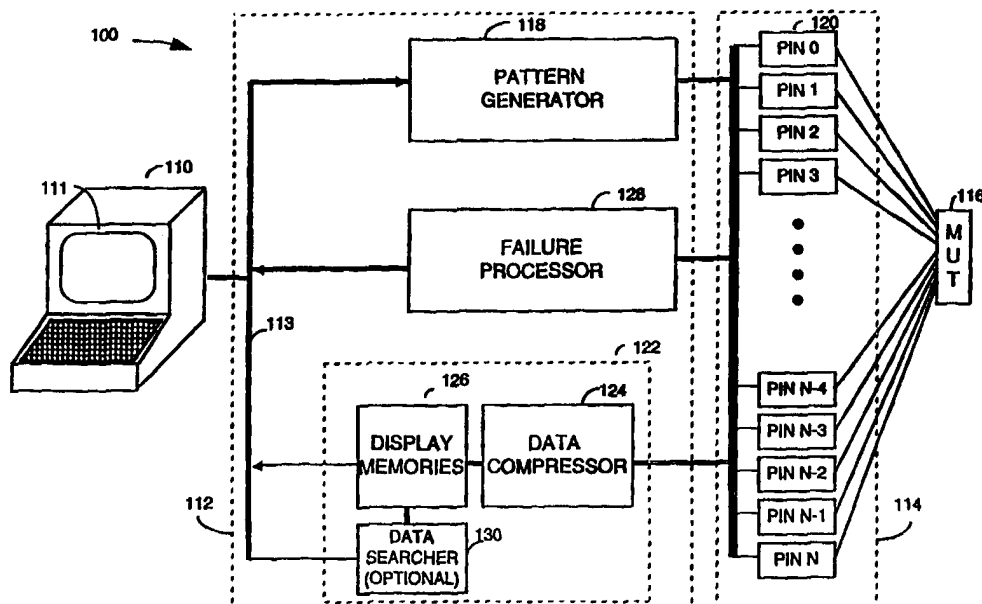 100
118
PATTERN
GENERATOR
120
PIN 0
PIN 1
PIN 2
PIN 3
110
111
128
FAILURE
PROCESSOR
116
M
U
T
113
122
126
DISPLAY
MEMORIES
124
DATA
COMPRESSOR
PIN N-4
PIN N-3
PIN N-2
PIN N-1
PIN N
112
DATA
SEARCHER
(OPTIONAL)
130
114